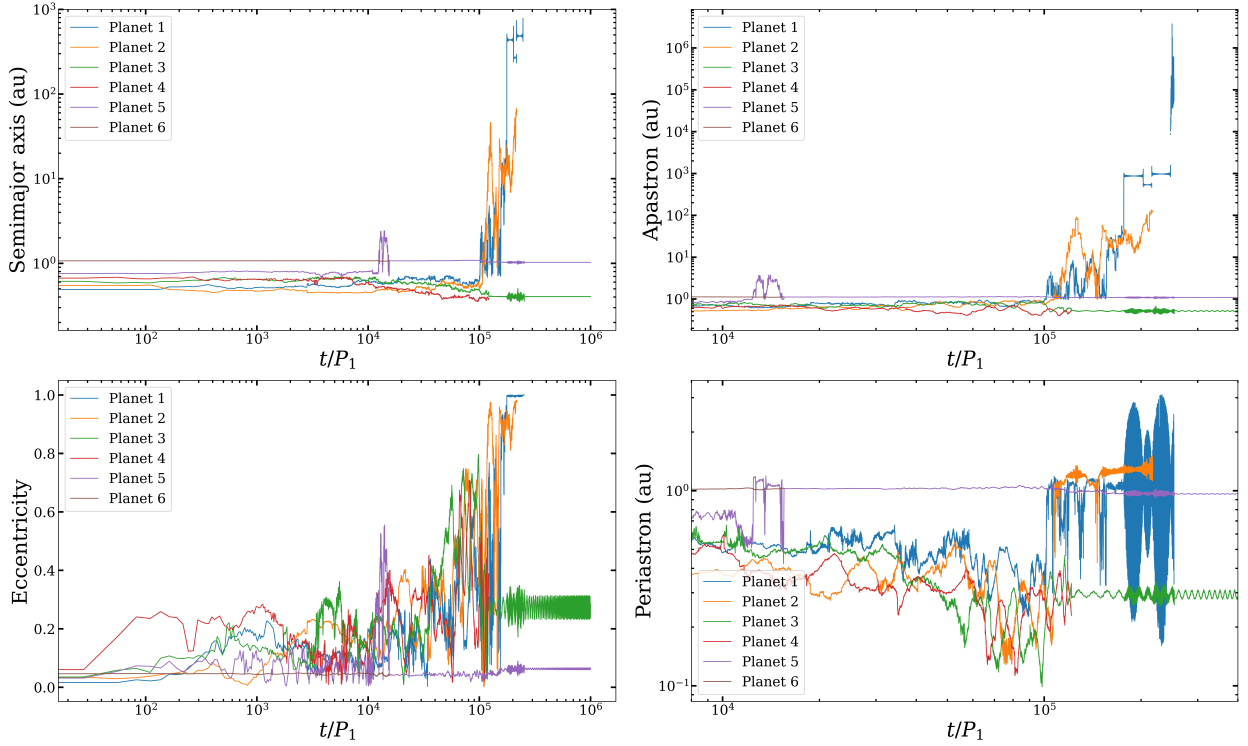 Semimajor axis (au)
10³
10²
10¹
10⁰
Planet 1
Planet 2
Planet 3
Planet 4
Planet 5
Planet 6
10² 10³ 10⁴ 10⁵ 10⁶
t/P₁
Apastron (au)
10⁶
10⁵
10⁴
10³
10²
10¹
10⁰
Planet 1
Planet 2
Planet 3
Planet 4
Planet 5
Planet 6
10⁴ 10⁵
t/P₁
Eccentricity
1.0
0.8
0.6
0.4
0.2
0.0
Planet 1
Planet 2
Planet 3
Planet 4
Planet 5
Planet 6
10² 10³ 10⁴ 10⁵ 10⁶
t/P₁
Periastron (au)
10⁰
10⁻¹
Planet 1
Planet 2
Planet 3
Planet 4
Planet 5
Planet 6
10⁴ 10⁵
t/P₁